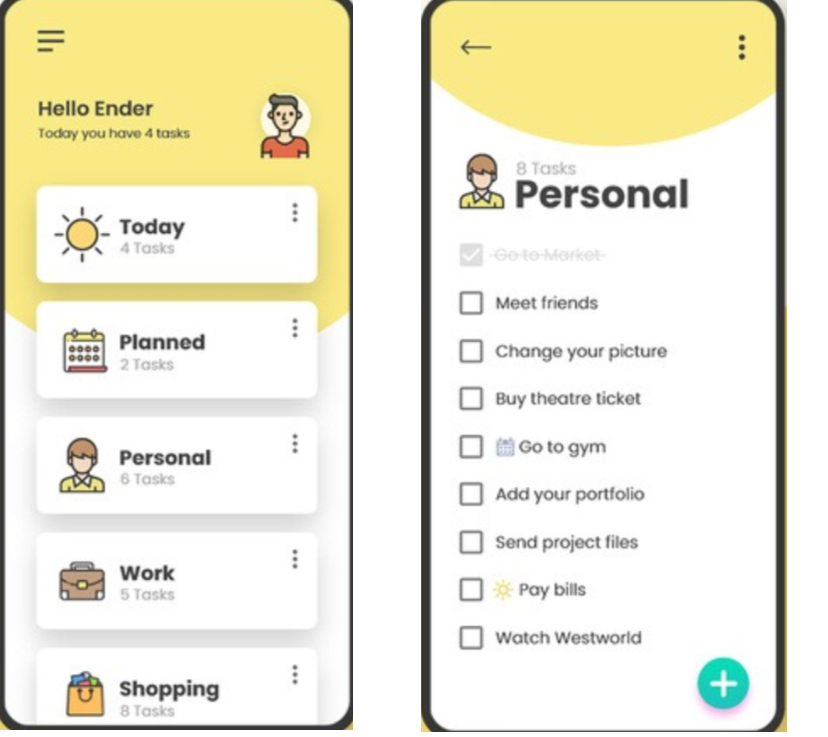 Hello Ender
Today you have 4 tasks
Today
4 Tasks
Planned
2 Tasks
Personal
6 Tasks
Work
5 Tasks
Shopping
8 Tasks
8 Tasks
Personal
Go to Market
Meet friends
Change your picture
Buy theatre ticket
Go to gym
Add your portfolio
Send project files
Pay bills
Watch Westworld